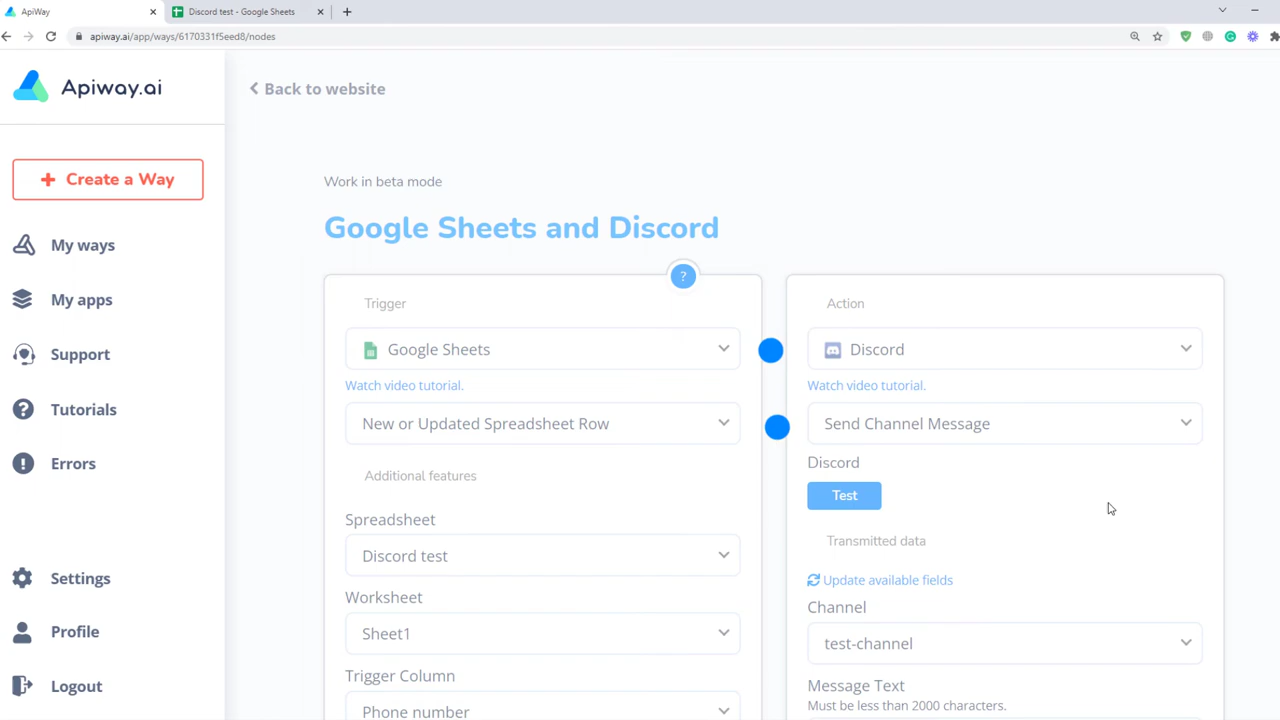 ApiWay
Discord test - Google Sheets
apiway.ai/app/ways/6170331f5eed8/nodes
Apiway.ai
Create a Way
My ways
My apps
Support
Tutorials
Errors
Settings
Profile
Logout
Back to website
Work in beta mode
Google Sheets and Discord
?
Trigger
Google Sheets
Watch video tutorial.
New or Updated Spreadsheet Row
Additional features
Spreadsheet
Discord test
Worksheet
Sheet1
Trigger Column
Phone number
Action
Discord
Watch video tutorial.
Send Channel Message
Discord
Test
Transmitted data
Update available fields
Channel
test-channel
Message Text
Must be less than 2000 characters.